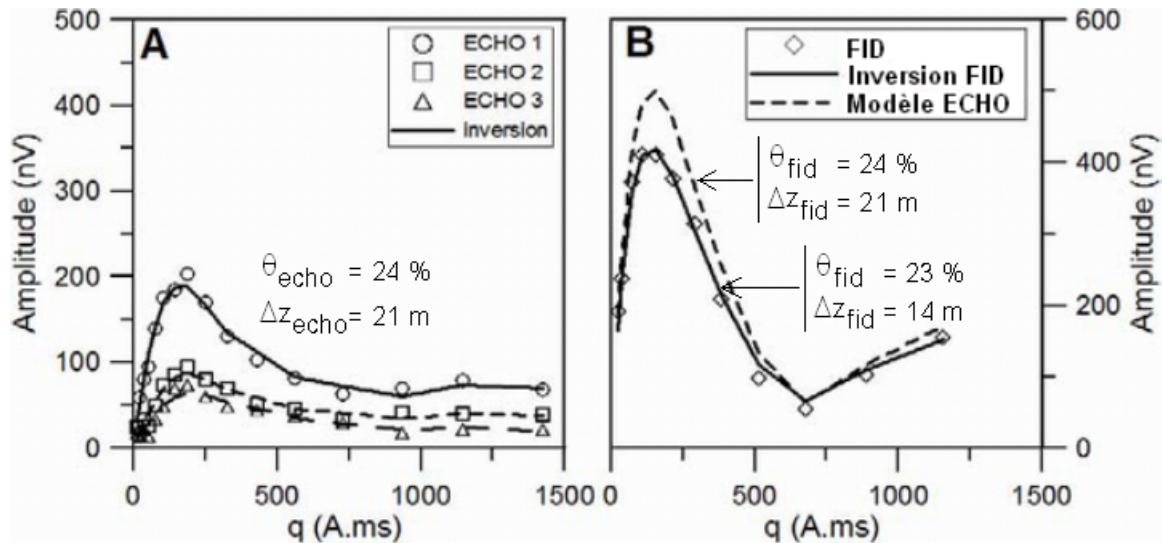 A
ECHO 1
ECHO 2
ECHO 3
Inversion
θecho = 24 %
Δzecho= 21 m
Amplitude (nV)
500
400
300
200
100
0
0
500
1000
1500
q (A.ms)
B
FID
Inversion FID
Modèle ECHO
θfid = 24 %
Δzfid = 21 m
θfid = 23 %
Δzfid = 14 m
600
400
200
0
Amplitude (nV)
0
500
1000
1500
q (A.ms)